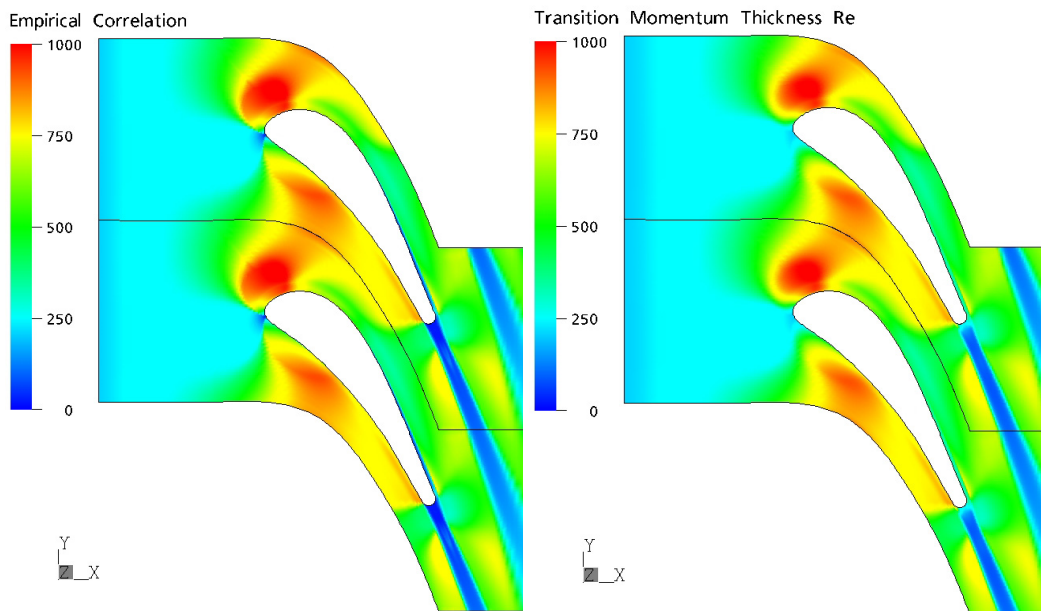 Empirical Correlation
1000
750
500
250
0
Y
Z X
Transition Momentum Thickness Re
1000
750
500
250
0
Y
Z X